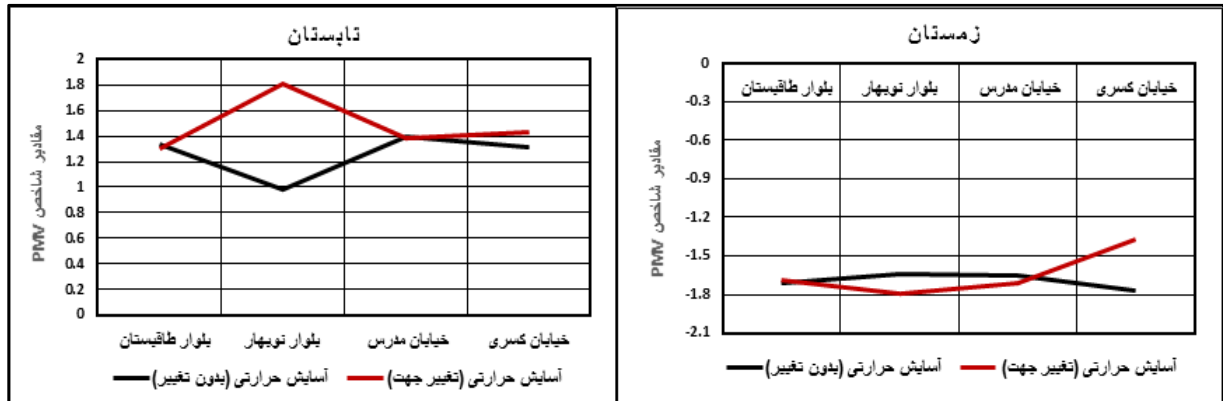 تابستان
مقادیر شاخص PMV
2
1.8
1.6
1.4
1.2
1
0.8
0.6
0.4
0.2
0
بلوار طاقبستان
بلوار نوبهار
خیابان مدرس
خیابان کسری
آسایش حرارتی (بدون تغییر)
آسایش حرارتی (تغییر جهت)
زمستان
مقادیر شاخص PMV
0
-0.3
-0.6
-0.9
-1.2
-1.5
-1.8
-2.1
بلوار طاقبستان
بلوار نوبهار
خیابان مدرس
خیابان کسری
آسایش حرارتی (بدون تغییر)
آسایش حرارتی (تغییر جهت)